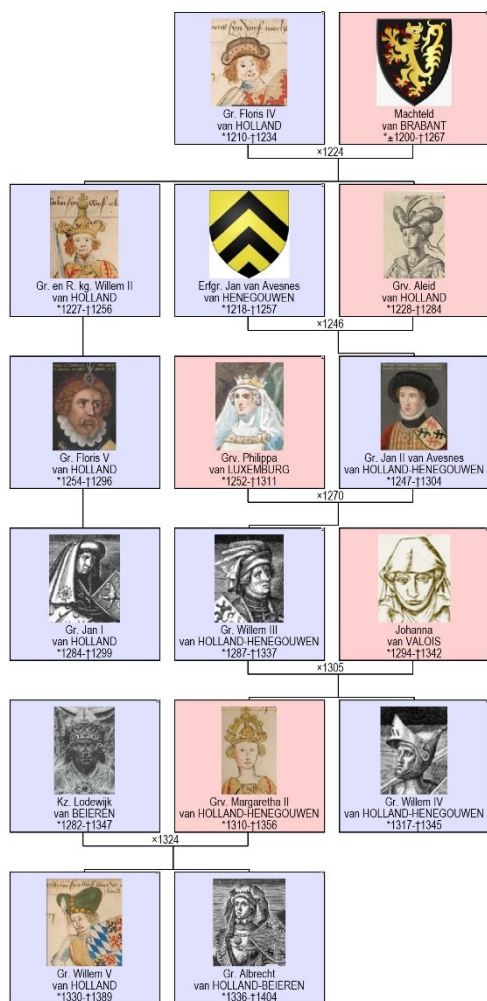 Gr. Floris IV
van HOLLAND
*1210-†1234
Machteld
van BRABANT
*±1200-†1267
×1224
Gr. en R. kg. Willem II
van HOLLAND
*1227-†1256
Erfgr. Jan van Avesnes
van HENEGOUWEN
*1218-†1257
Grv. Aleid
van HOLLAND
*1228-†1284
×1246
Gr. Floris V
van HOLLAND
*1254-†1296
Grv. Philippa
van LUXEMBURG
*1252-†1311
Gr. Jan II van Avesnes
van HOLLAND-HENEGOUWEN
*1247-†1304
×1270
Gr. Jan I
van HOLLAND
*1284-†1299
Gr. Willem III
van HOLLAND-HENEGOUWEN
*1287-†1337
Johanna
van VALOIS
*1294-†1342
×1305
Kz. Lodewijk
van BEIEREN
*1282-†1347
Grv. Margaretha II
van HOLLAND-HENEGOUWEN
*1310-†1356
Gr. Willem IV
van HOLLAND-HENEGOUWEN
*1317-†1345
×1324
Gr. Willem V
van HOLLAND
*1330-†1389
Gr. Albrecht
van HOLLAND-BEIEREN
*1336-†1404